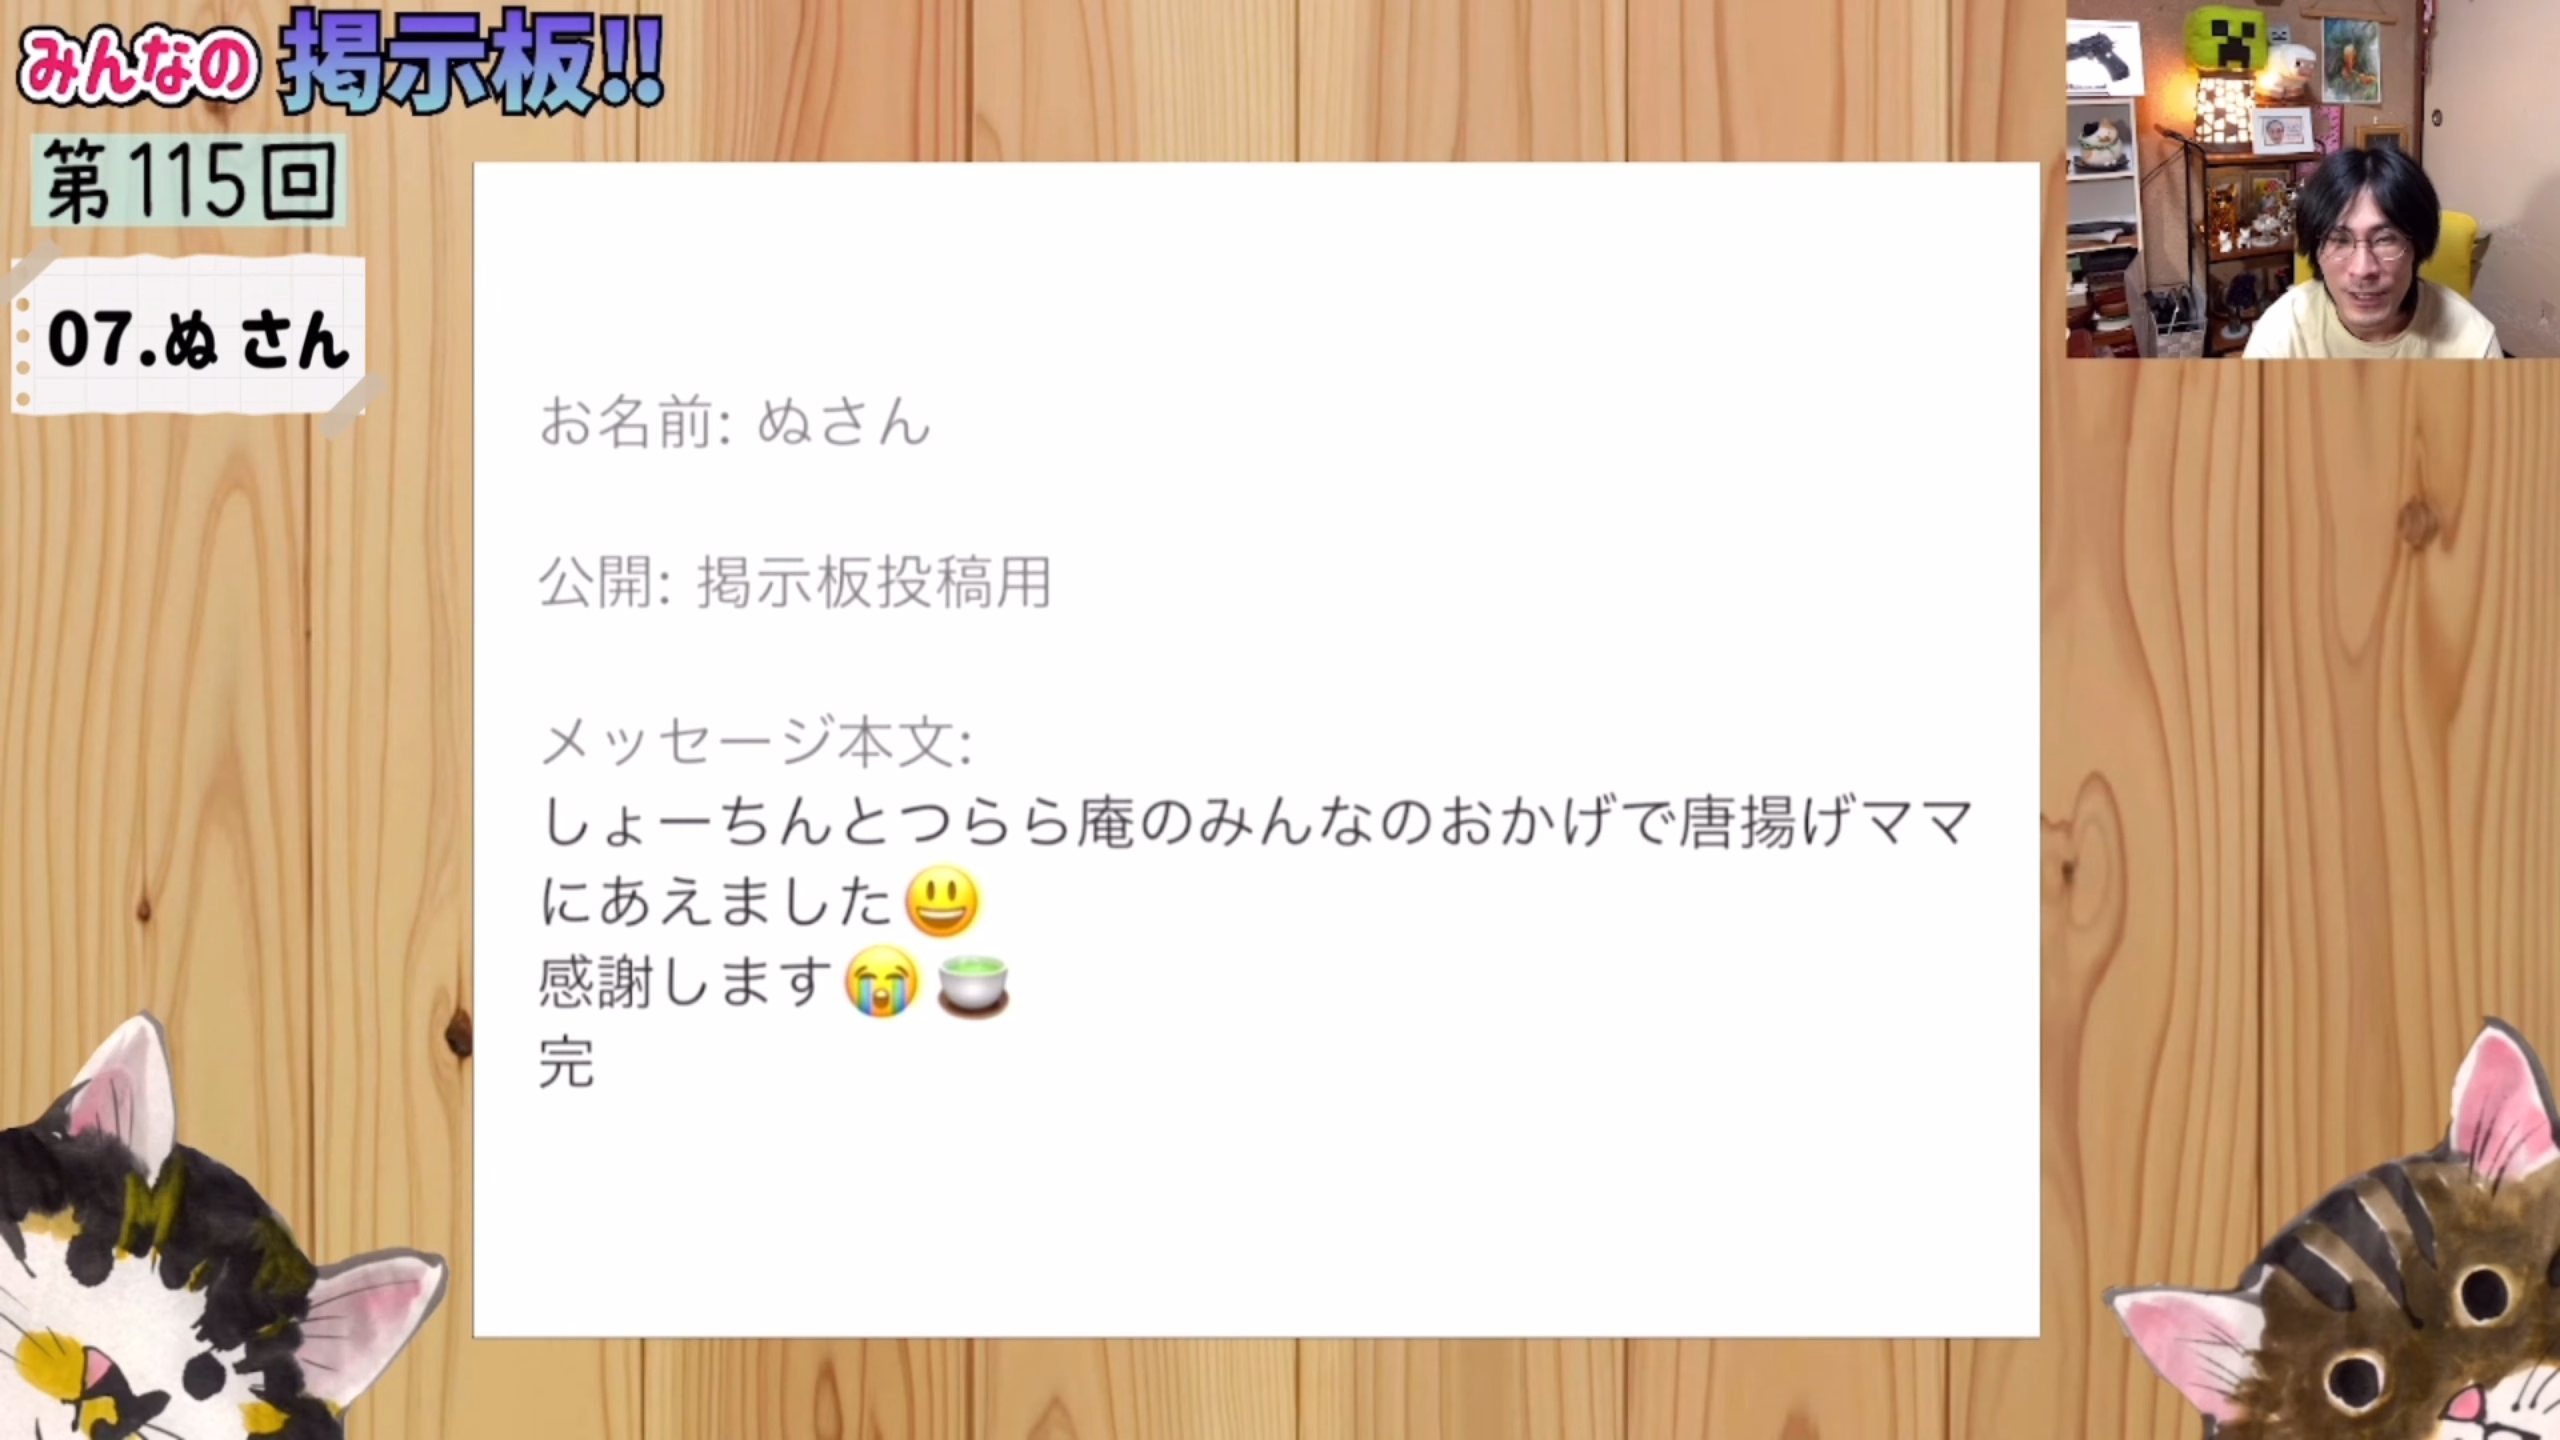 みんなの 掲示板!!
第115回
07.ぬ さん
お名前: ぬさん
公開: 掲示板投稿用
メッセージ本文:
しょーちんとつらら庵のみんなのおかげで唐揚げママ
にあえました😃
感謝します😭🍵
完